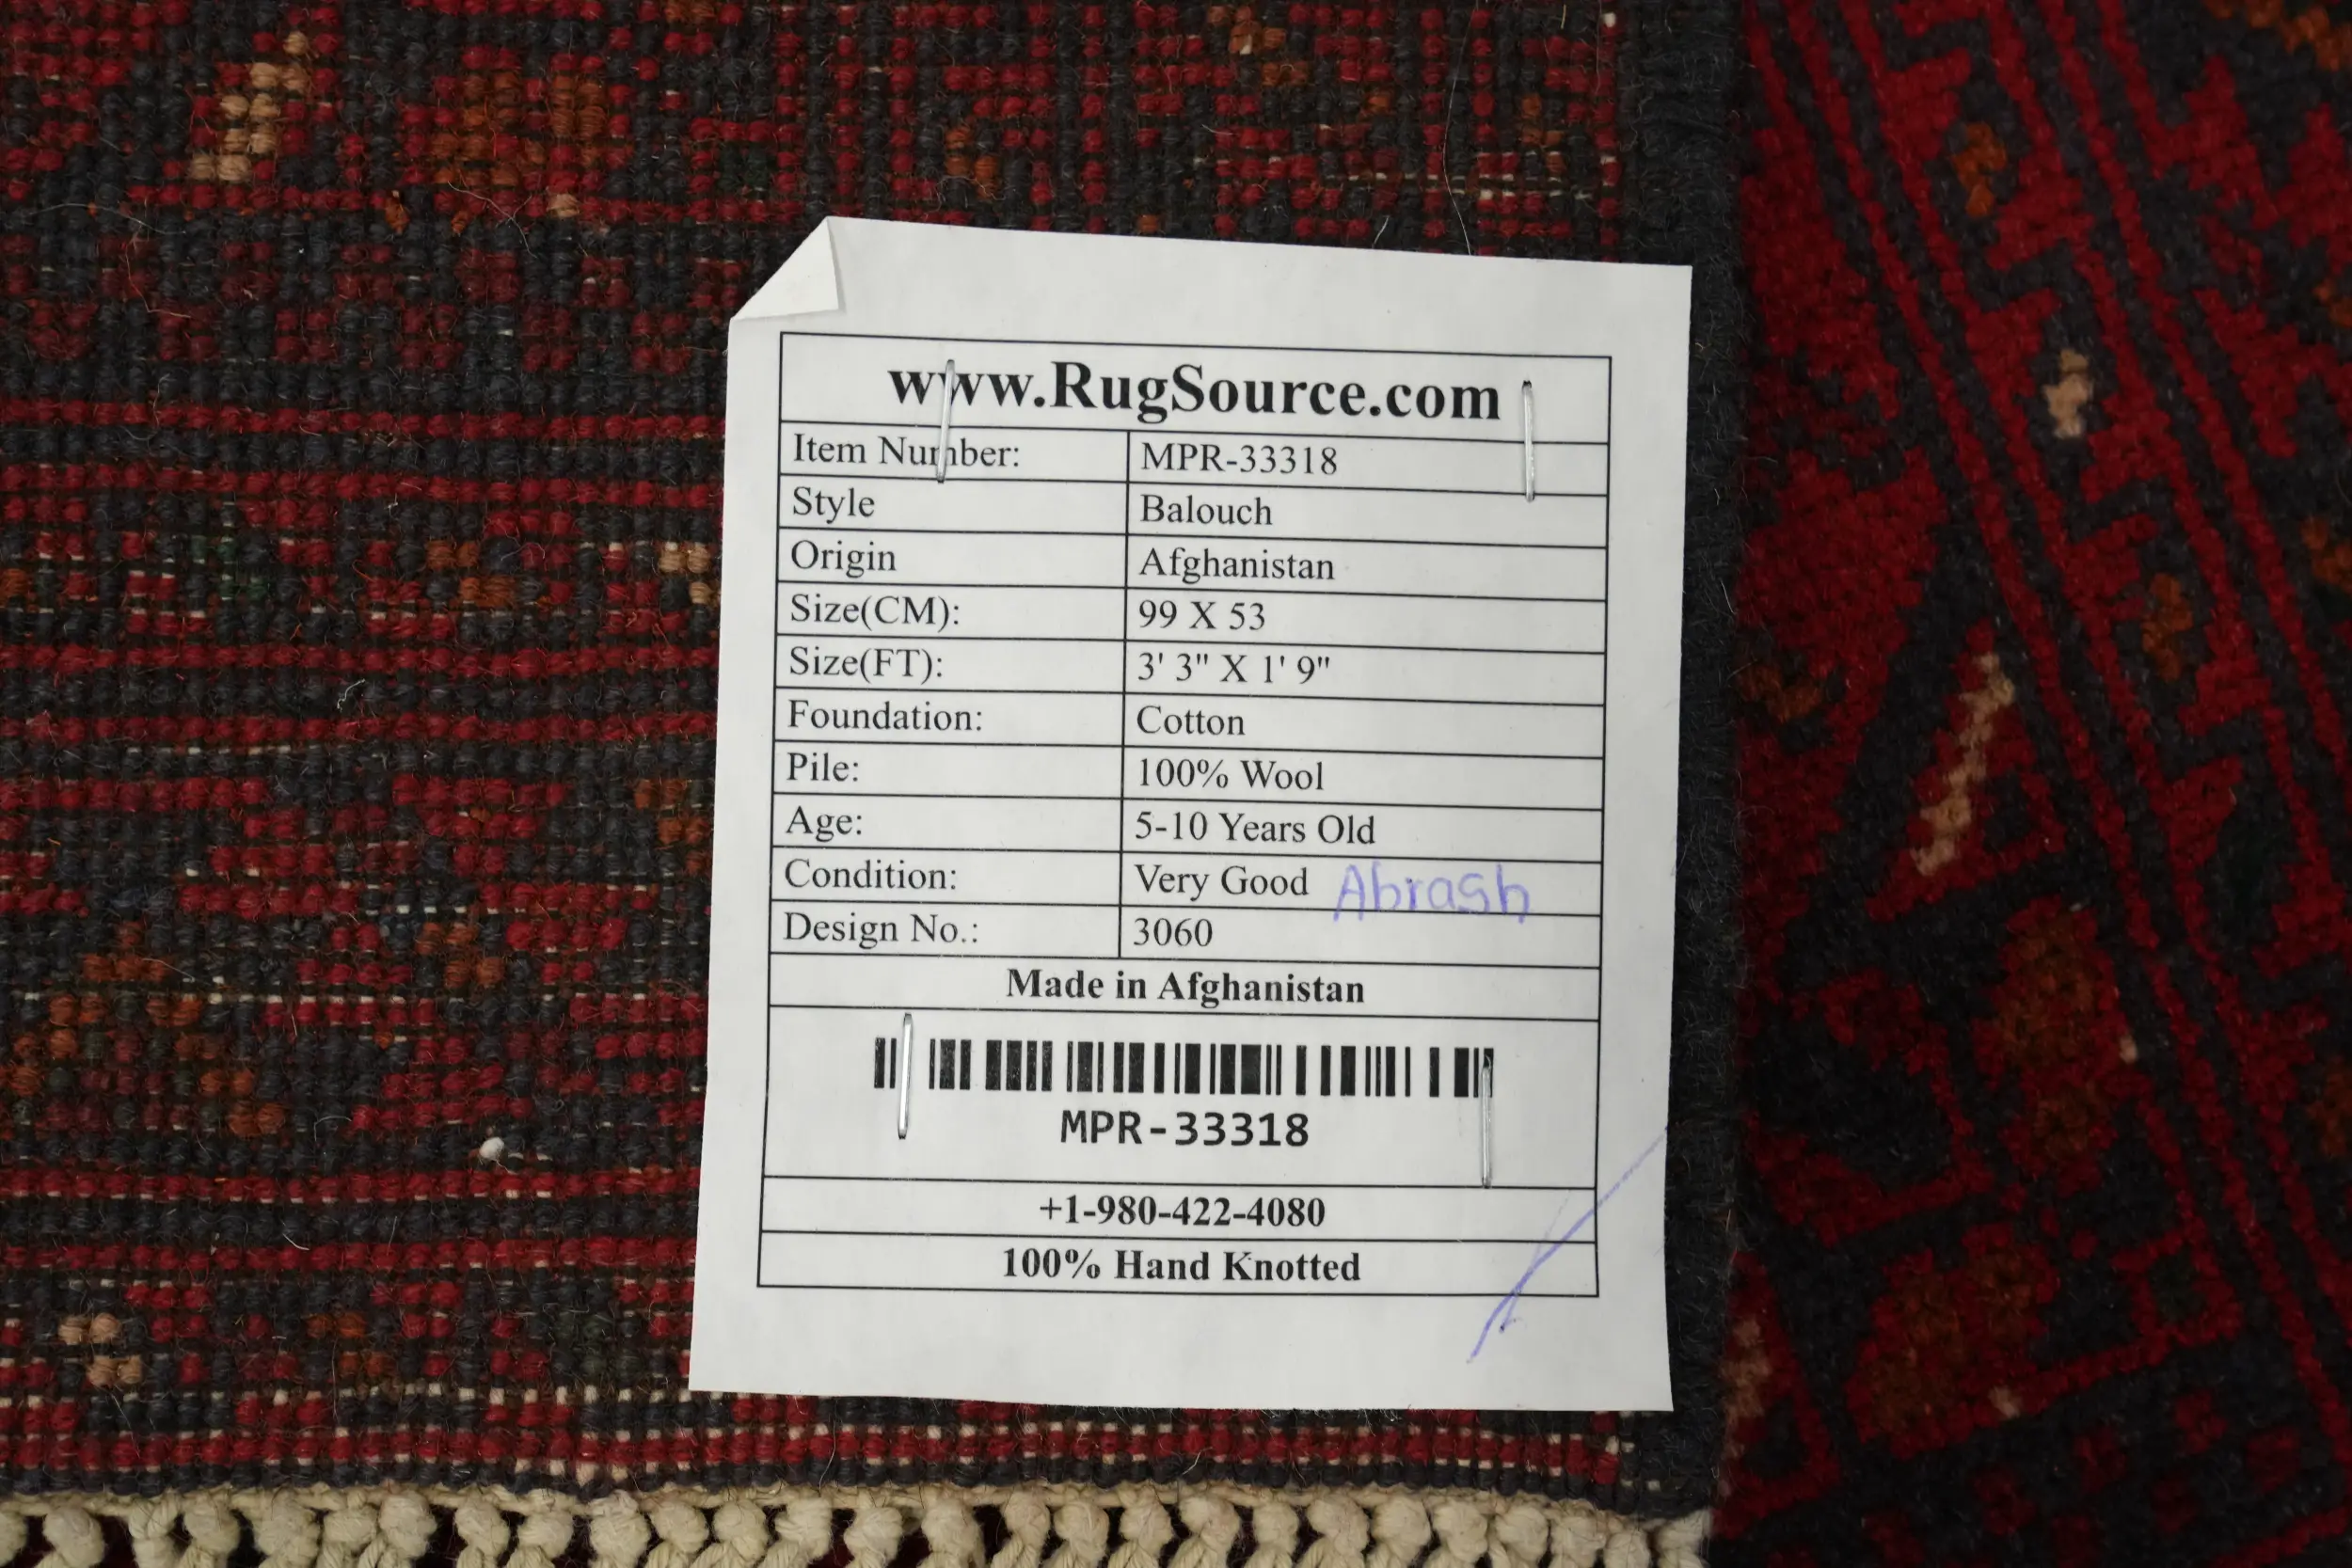 www.RugSource.com
Item Number: MPR-33318
Style Balouch
Origin Afghanistan
Size(CM): 99 X 53
Size(FT): 3' 3" X 1' 9"
Foundation: Cotton
Pile: 100% Wool
Age: 5-10 Years Old
Condition: Very Good Abrash
Design No.: 3060
Made in Afghanistan
MPR-33318
+1-980-422-4080
100% Hand Knotted